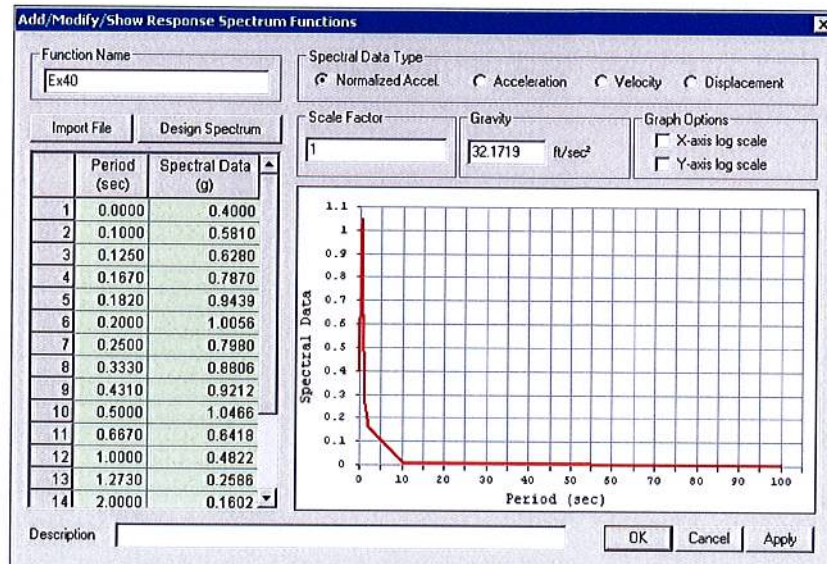 Add/Modify/Show Response Spectrum Functions
Function Name
Ex40
Import File
Design Spectrum
Spectral Data Type
Normalized Accel.
Acceleration
Velocity
Displacement
Scale Factor
1
Gravity
32.1719 ft/sec²
Graph Options
X-axis log scale
Y-axis log scale
Period (sec) Spectral Data (g)
1 0.0000 0.4000
2 0.1000 0.5810
3 0.1250 0.6280
4 0.1670 0.7870
5 0.1820 0.9439
6 0.2000 1.0056
7 0.2500 0.7980
8 0.3330 0.8806
9 0.4310 0.9212
10 0.5000 1.0466
11 0.6670 0.6418
12 1.0000 0.4822
13 1.2730 0.2586
14 2.0000 0.1602
Spectral Data
1.1
1
0.9
0.8
0.7
0.6
0.5
0.4
0.3
0.2
0.1
0
0 10 20 30 40 50 60 70 80 90 100
Period (sec)
Description
OK
Cancel
Apply